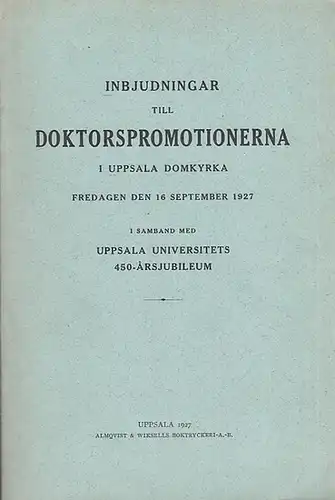 INBJUDNINGAR
TILL
DOKTORSPROMOTIONERNA
I UPPSALA DOMKYRKA
FREDAGEN DEN 16 SEPTEMBER 1927
I SAMBAND MED
UPPSALA UNIVERSITETS
450-ÅRSJUBILEUM
UPPSALA 1927
ALMQVIST & WIKSELLS BOKTRYCKERI-A.-B.